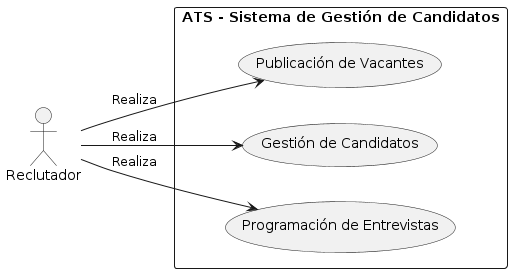 ATS - Sistema de Gestión de Candidatos
Publicación de Vacantes
Realiza
Realiza
Gestión de Candidatos
Realiza
Reclutador
Programación de Entrevistas